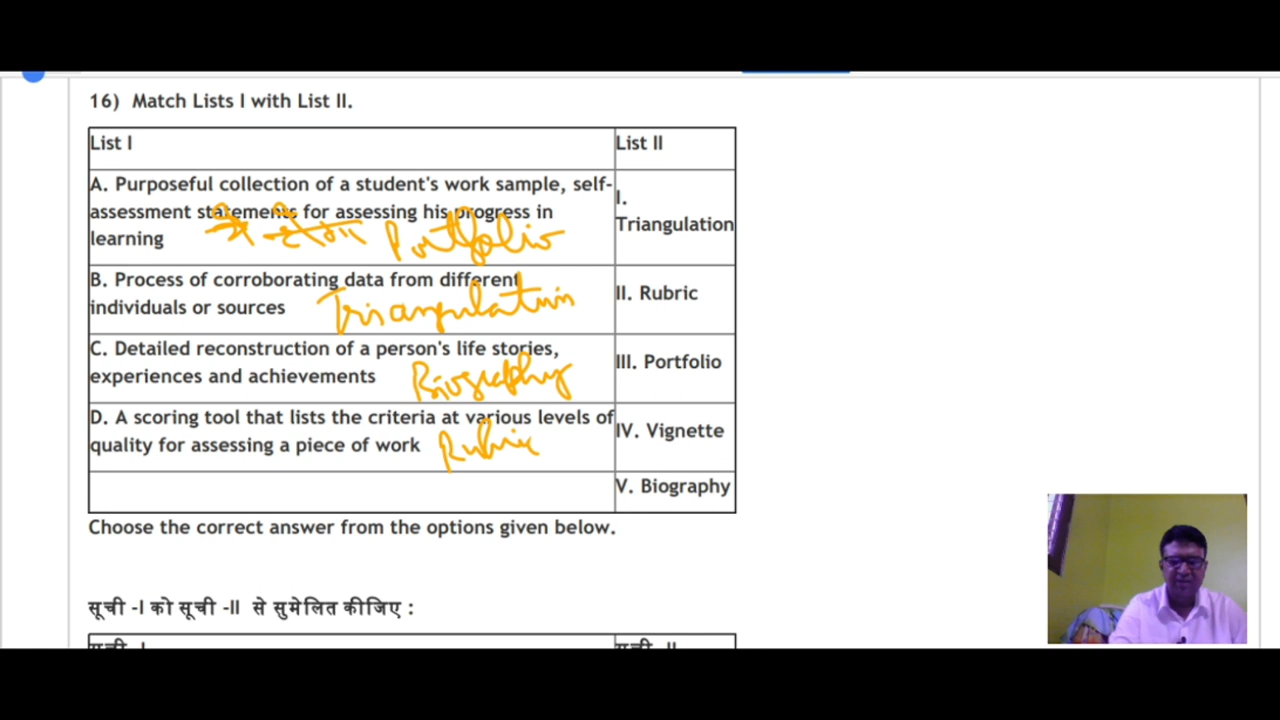 16) Match Lists I with List II.
List I
List II
A. Purposeful collection of a student's work sample, self-
assessment statements for assessing his progress in
learning
Portfolio
I.
Triangulation
B. Process of corroborating data from different
individuals or sources
Triangulation
II. Rubric
C. Detailed reconstruction of a person's life stories,
experiences and achievements
Biography
III. Portfolio
D. A scoring tool that lists the criteria at various levels of
quality for assessing a piece of work
Rubric
IV. Vignette
V. Biography
Choose the correct answer from the options given below.
सूची -I को सूची -II से सुमेलित कीजिए :
सूची -I
सूची -II